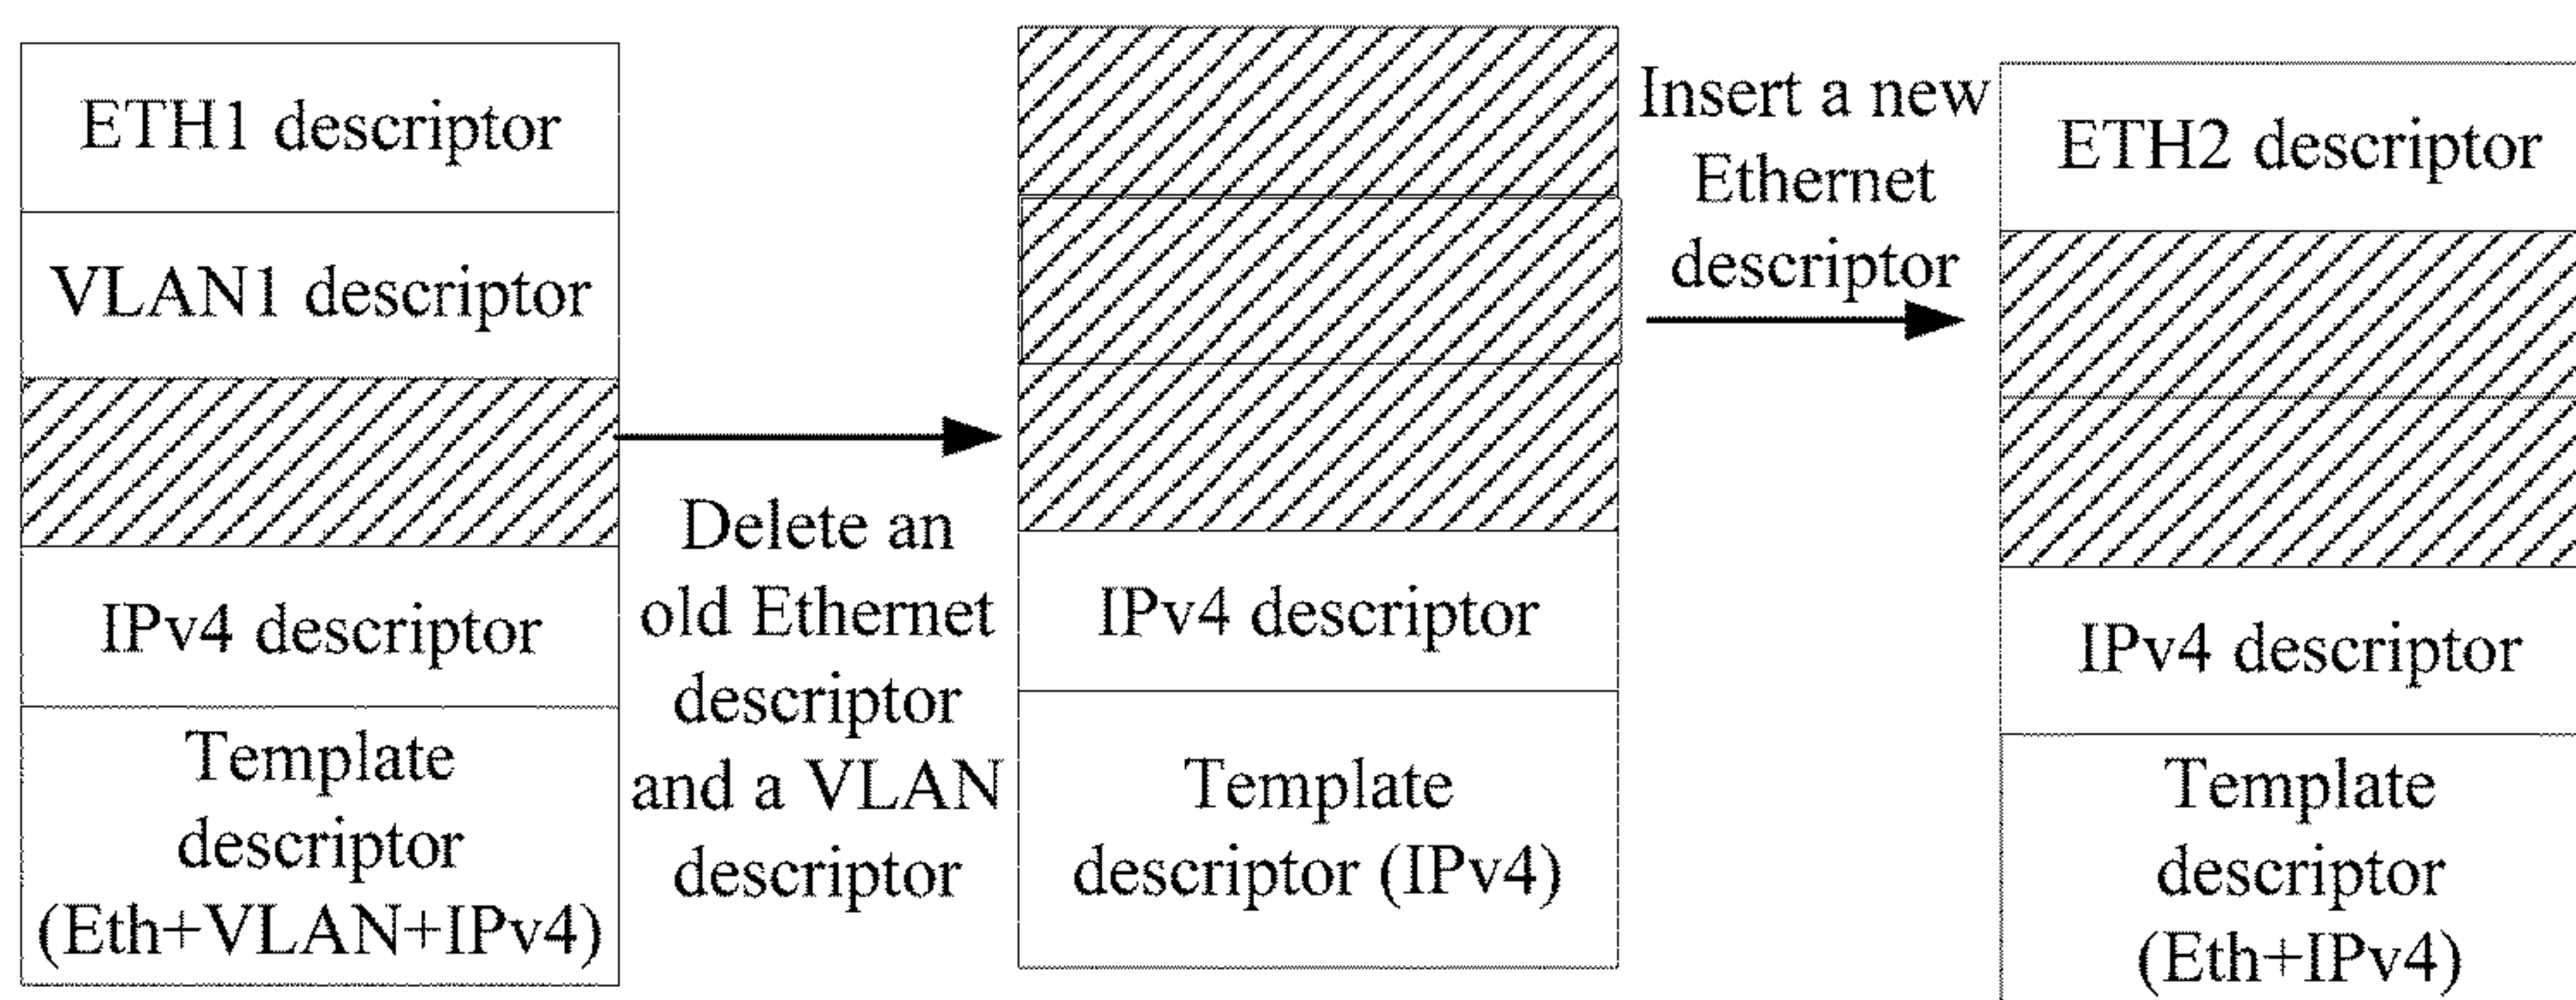 ETH1 descriptor
VLAN1 descriptor
IPv4 descriptor
Template
descriptor
(Eth+VLAN+IPv4)
Delete an
old Ethernet
descriptor
and a VLAN
descriptor
IPv4 descriptor
Template
descriptor (IPv4)
Insert a new
Ethernet
descriptor
ETH2 descriptor
IPv4 descriptor
Template
descriptor
(Eth+IPv4)